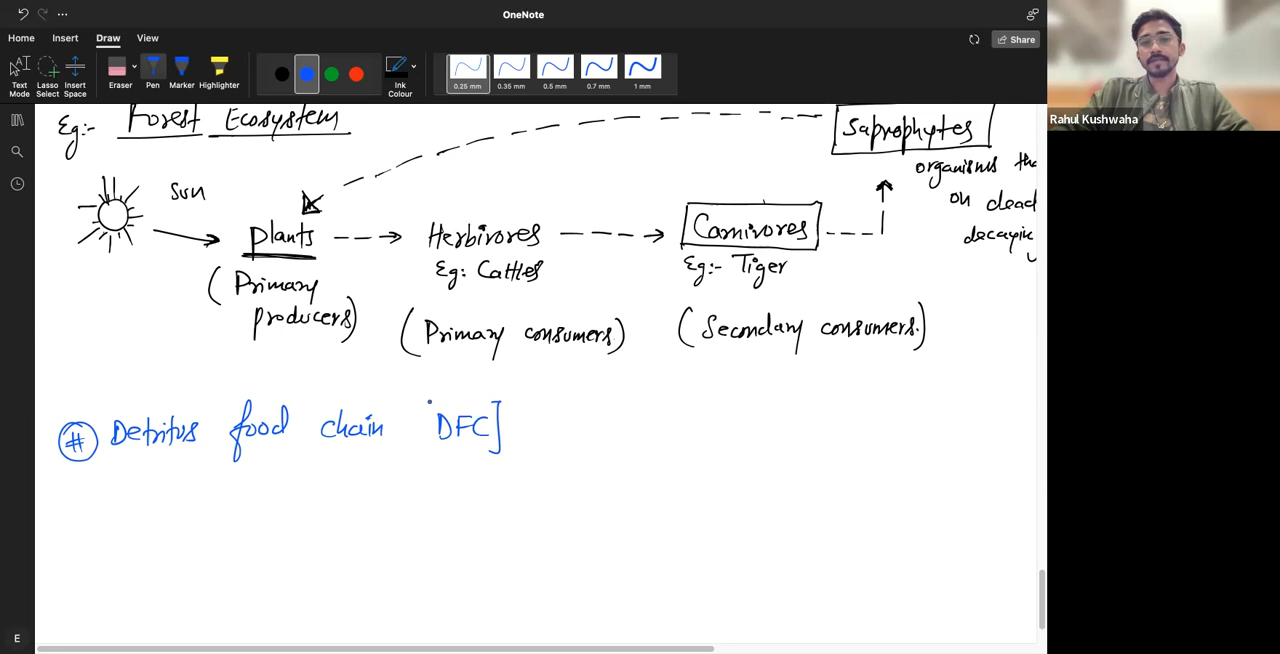 OneNote
Home Insert Draw View
Share
Text Mode
Lasso Select
Insert Space
Eraser
Pen
Marker
Highlighter
Ink Colour
0.25 mm
0.35 mm
0.5 mm
0.7 mm
1 mm
Rahul Kushwaha
Eg:- Forest Ecosystem
Saprophytes
organisms tha
on dead
decayin
Sun
Plants
Herbivores
Carnivores
Eg: Cattles
Eg:- Tiger
(Primary producers)
(Primary consumers)
(Secondary consumers.)
# Detritus food chain DFC]
E